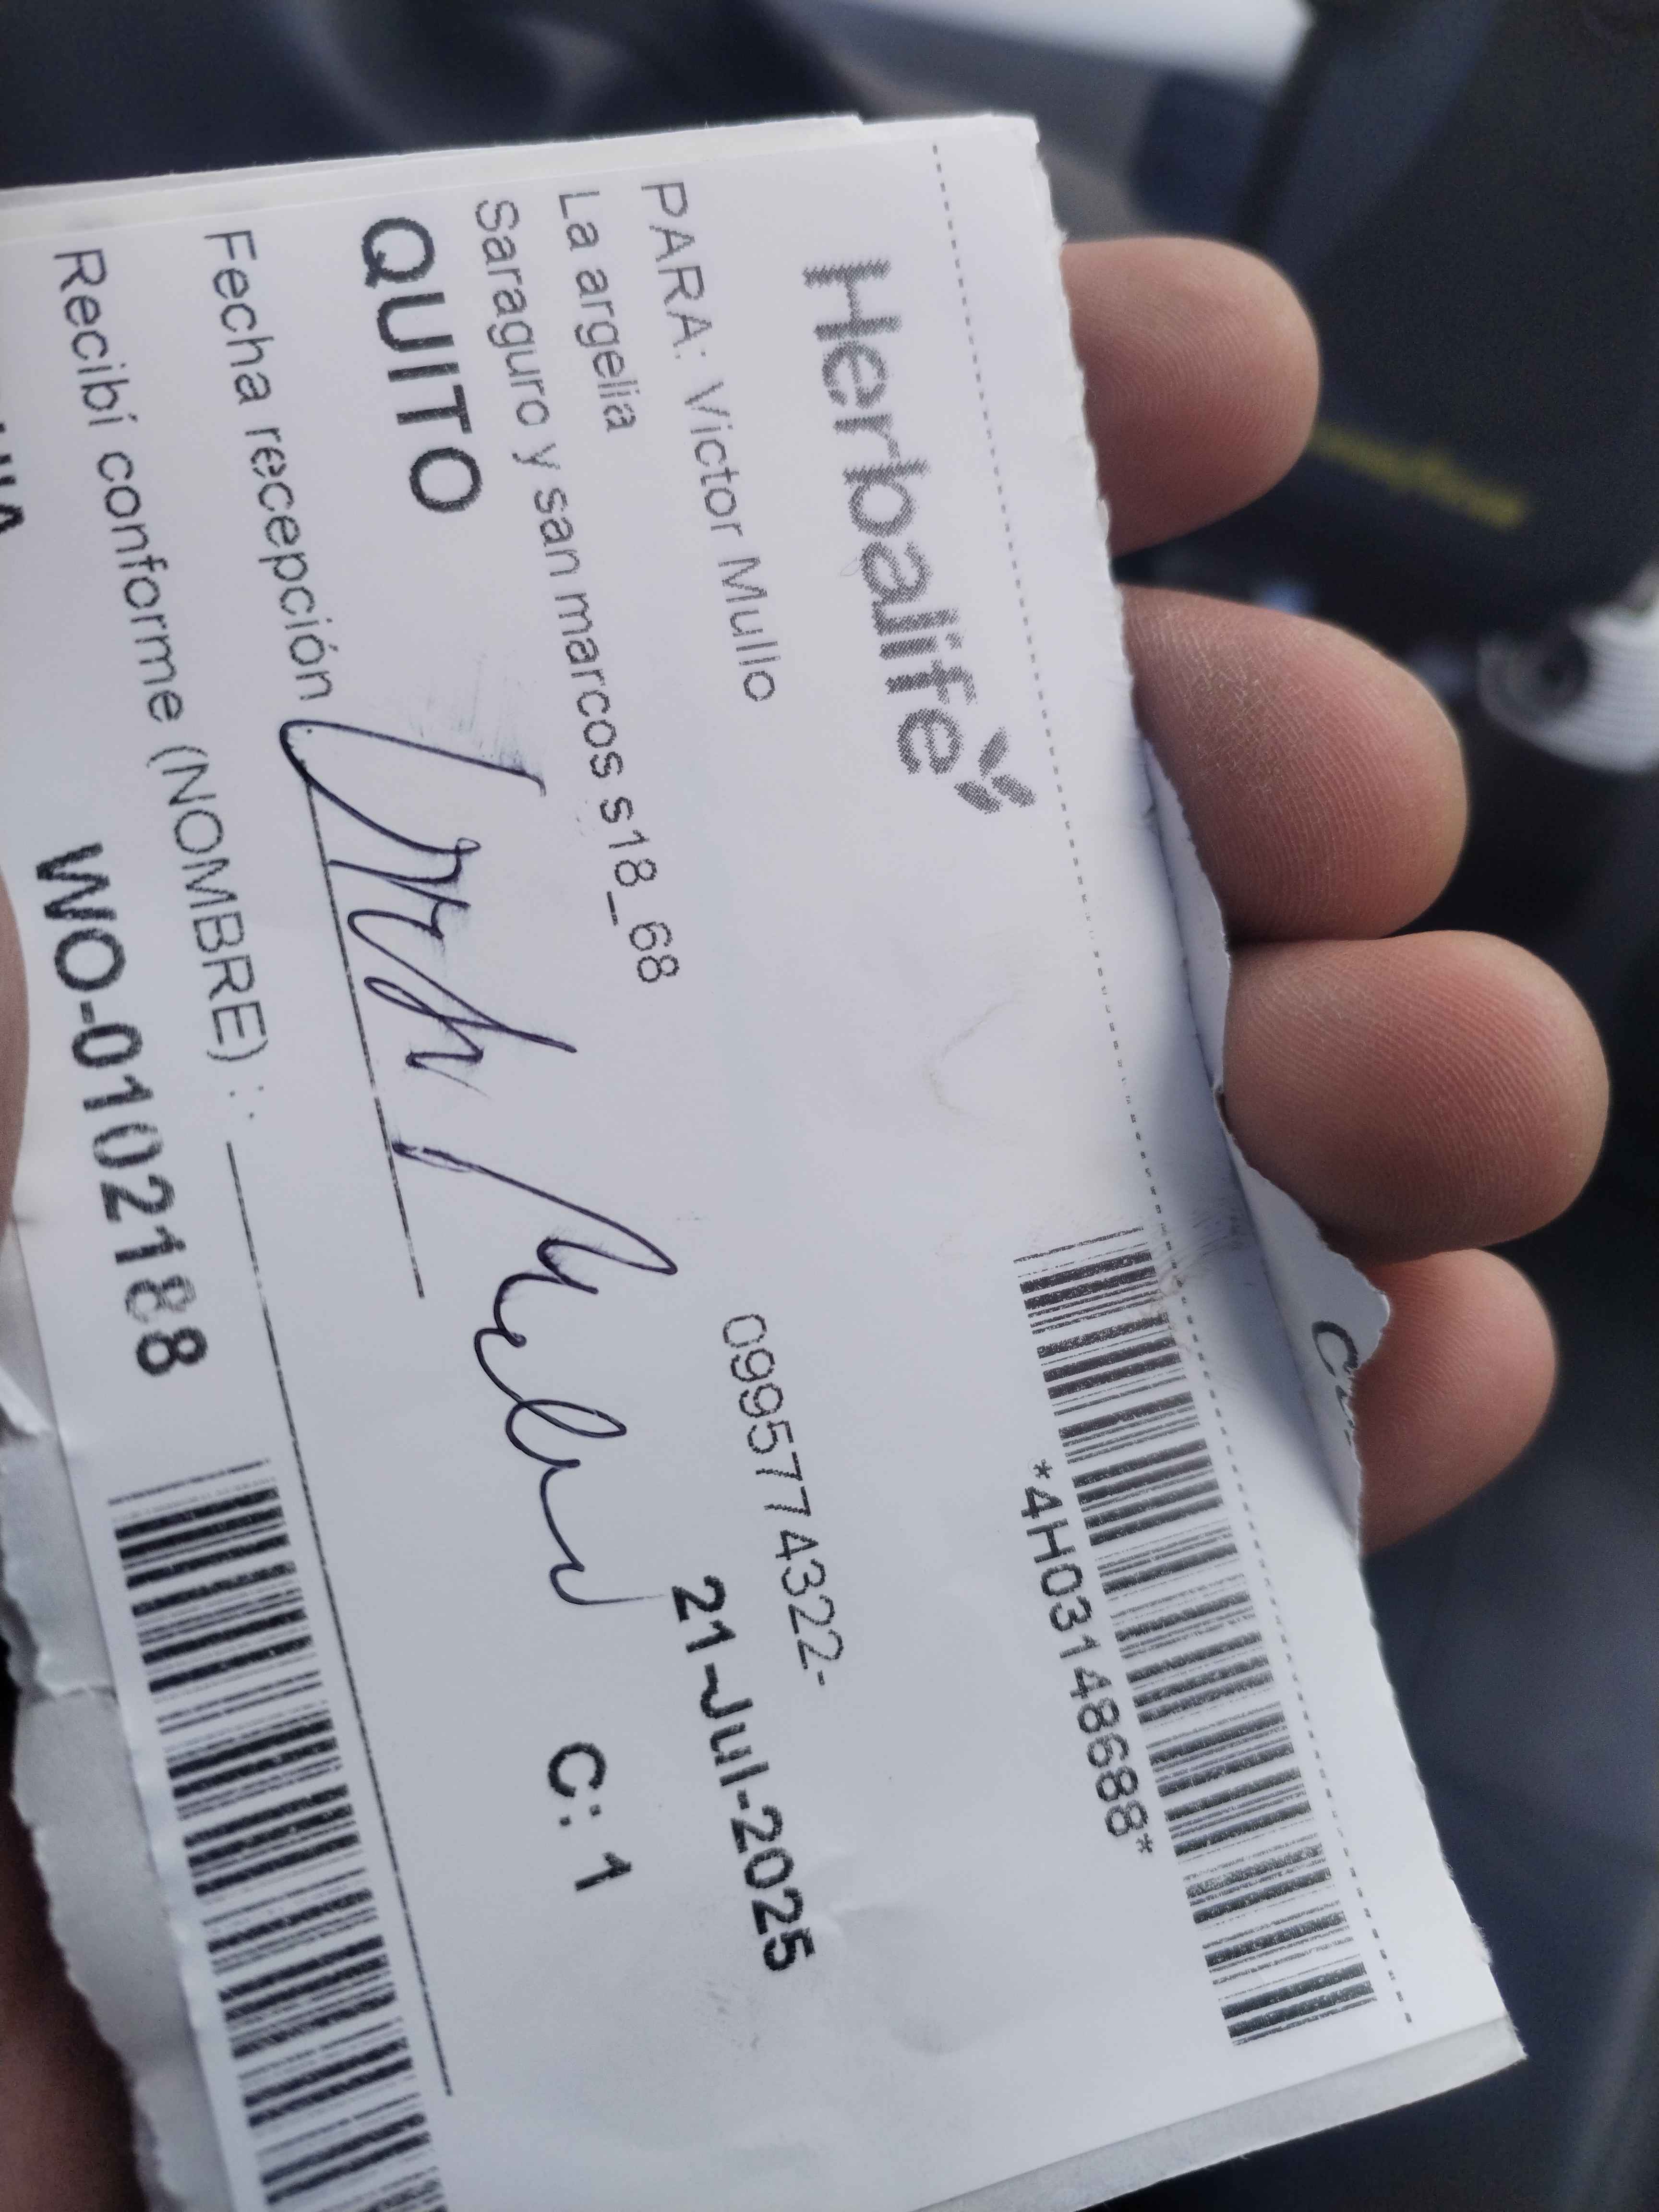 Herbalife
*4H03148688*
PARA: Victor Mullo
0995774322-
La argelia
Saraguro y san marcos s18_68
21-Jul-2025
QUITO
C: 1
Fecha recepción
Recibí conforme (NOMBRE) :
WO-0102188